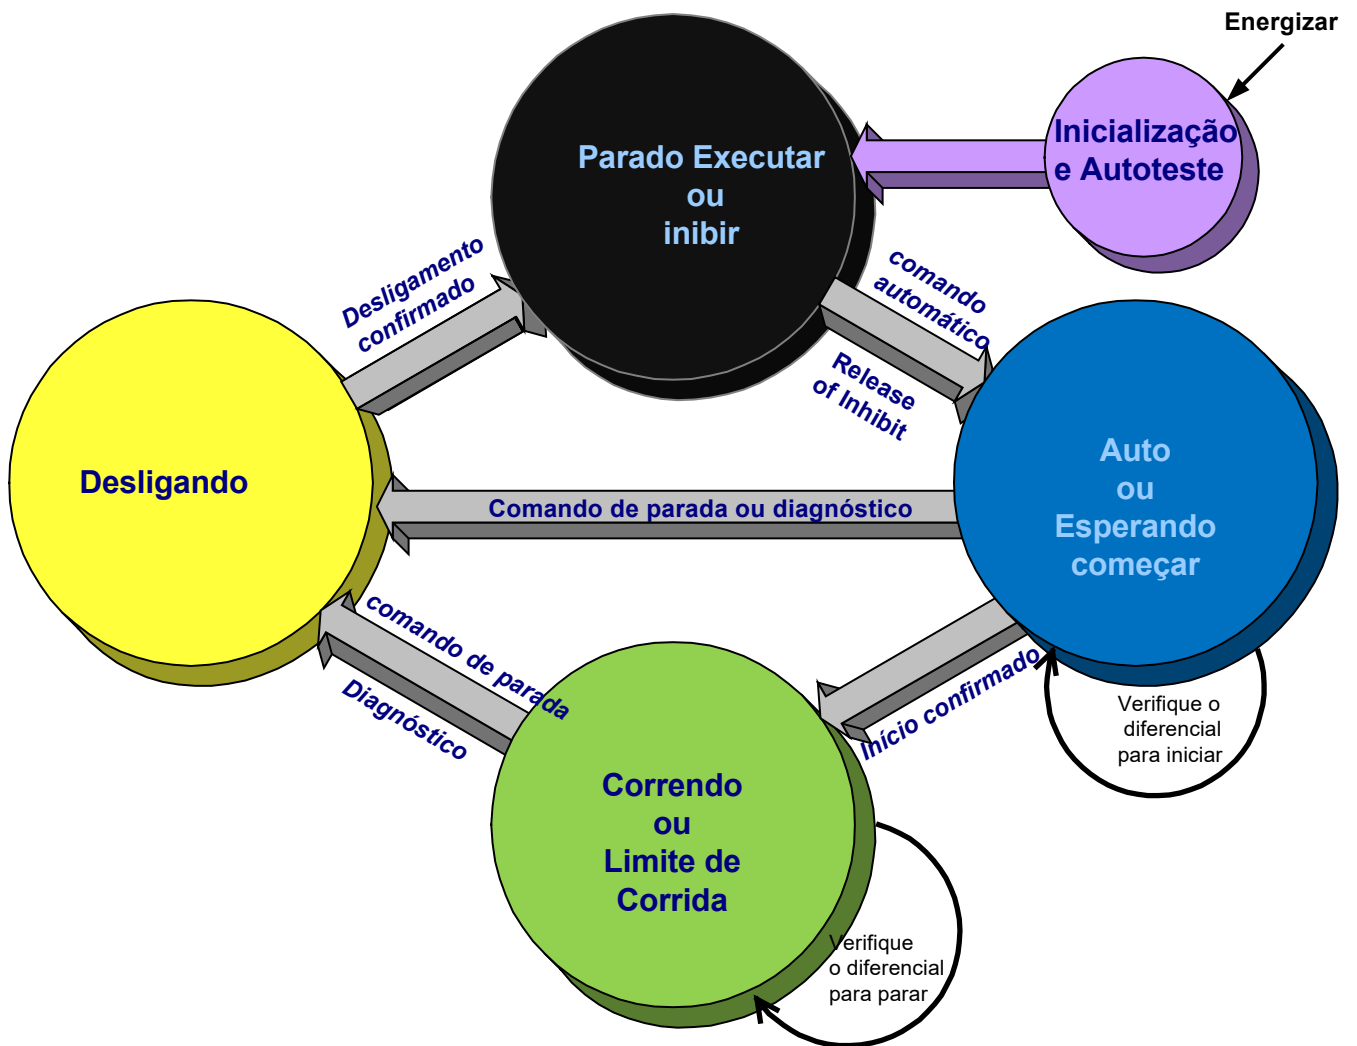 Energizar
Inicialização
e Autoteste
Parado Executar
ou
inibir
Desligamento
confirmado
comando
automático
Release
of Inhibit
Desligando
Auto
ou
Esperando
começar
Comando de parada ou diagnóstico
comando de parada
Diagnóstico
Início confirmado
Verifique o
diferencial
para iniciar
Correndo
ou
Limite de
Corrida
Verifique
o diferencial
para parar